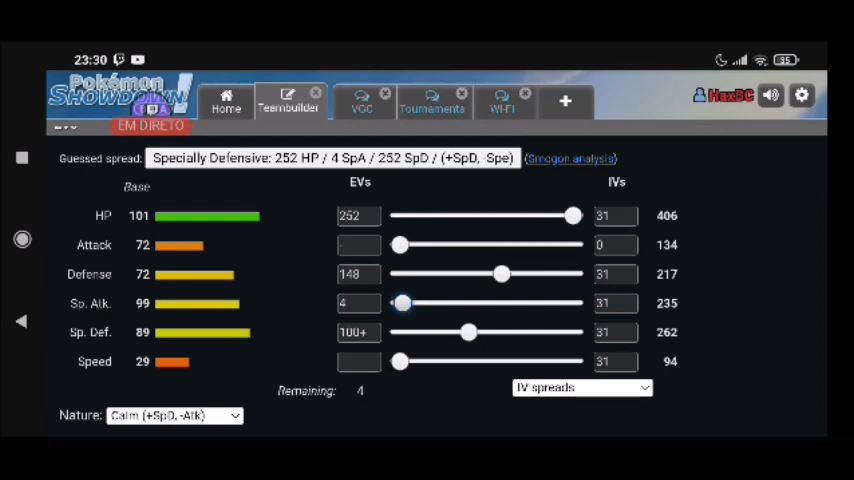 23:30
35
Pokémon
SHOWDOWN!
Home
Teambuilder
VGC
Tournaments
WI-FI
+
HexBC
EM DIRETO
Guessed spread: Specially Defensive: 252 HP / 4 SpA / 252 SpD / (+SpD, -Spe) (Smogon analysis)
Base EVs IVs
HP 101 252 31 406
Attack 72 - 0 134
Defense 72 148 31 217
Sp. Atk. 99 4 31 235
Sp. Def. 89 100+ 31 262
Speed 29 31 94
Remaining: 4 IV spreads
Nature: Calm (+SpD, -Atk)